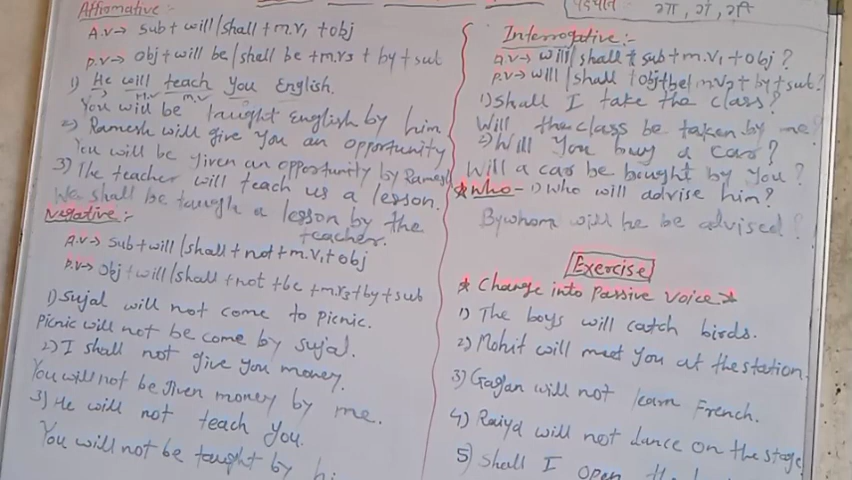 Affirmative:-
A.V→ sub + will/shall + m.v1 + obj
P.V→ obj + will be/shall be + m.v3 + by + sub
1) He will teach you English.
m.v m.v
You will be taught English by him
2) Ramesh will give you an opportunity
You will be given an opportunity by Ramesh
3) The teacher will teach us a lesson.
We shall be taught a lesson by the
teacher.
Negative:-
A.V→ sub + will/shall + not + m.v1 + obj
P.V→ obj + will/shall + not + be + m.v3 + by + sub
1) Sujal will not come to picnic.
Picnic will not be come by Sujal.
2) I shall not give you money.
You will not be given money by me.
3) He will not teach you.
You will not be taught by
गा, गे, गी
Interrogative:-
A.V→ will/shall + sub + m.v1 + obj?
P.V→ will/shall + obj + be + m.v3 + by + sub?
1) Shall I take the class?
Will the class be taken by me?
2) Will you buy a car?
Will a car be bought by you?
* Who - 1) Who will advise him?
By whom will he be advised?
Exercise
* Change into Passive Voice *
1) The boys will catch birds.
2) Mohit will meet you at the station.
3) Gagan will not learn French.
4) Raiya will not dance on the stage
5) Shall I open the